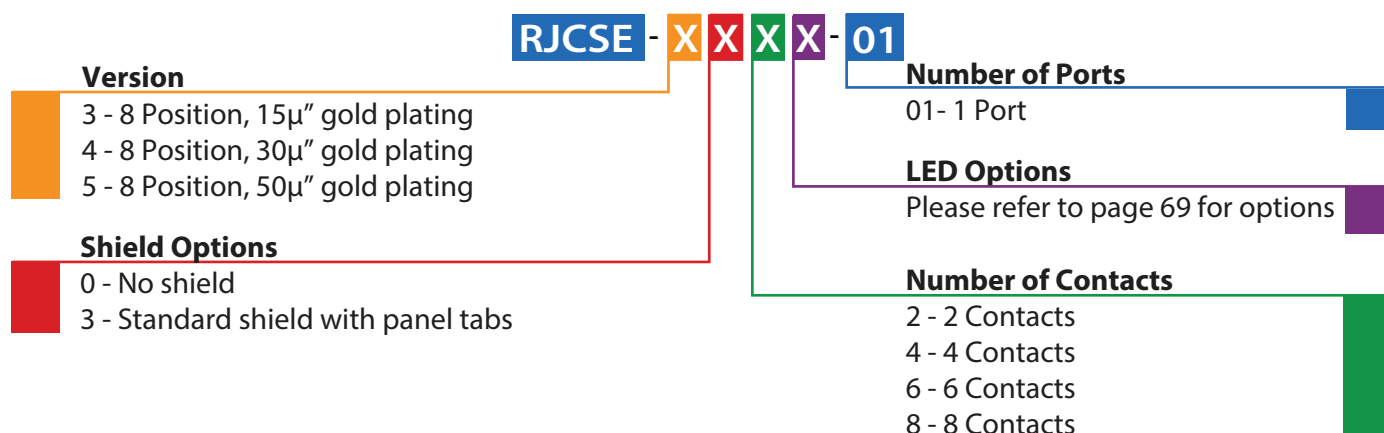 RJCSE - X X X X - 01
Version
3 - 8 Position, 15µ” gold plating
4 - 8 Position, 30µ” gold plating
5 - 8 Position, 50µ” gold plating
Shield Options
0 - No shield
3 - Standard shield with panel tabs
Number of Ports
01- 1 Port
LED Options
Please refer to page 69 for options
Number of Contacts
2 - 2 Contacts
4 - 4 Contacts
6 - 6 Contacts
8 - 8 Contacts